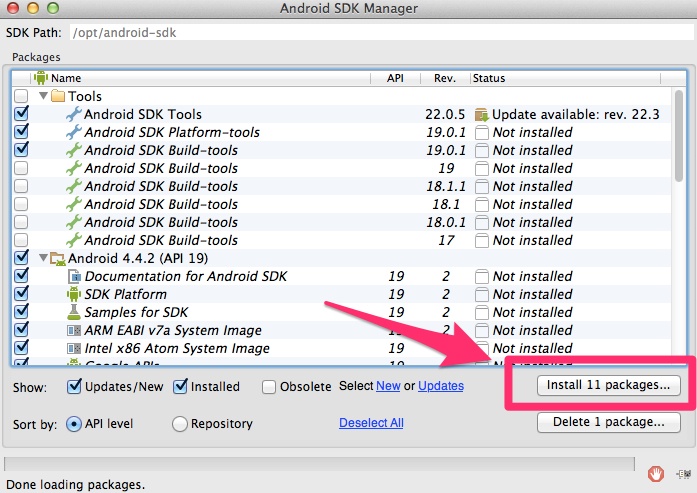 Android SDK Manager
SDK Path: /opt/android-sdk
Packages
Name API Rev. Status
Tools
Android SDK Tools 22.0.5 Update available: rev. 22.3
Android SDK Platform-tools 19.0.1 Not installed
Android SDK Build-tools 19.0.1 Not installed
Android SDK Build-tools 19 Not installed
Android SDK Build-tools 18.1.1 Not installed
Android SDK Build-tools 18.1 Not installed
Android SDK Build-tools 18.0.1 Not installed
Android SDK Build-tools 17 Not installed
Android 4.4.2 (API 19)
Documentation for Android SDK 19 2 Not installed
SDK Platform 19 2 Not installed
Samples for SDK 19 2 Not installed
ARM EABI v7a System Image 2 Not installed
Intel x86 Atom System Image 19 Not installed
Google APIs Not installed
Show: Updates/New Installed Obsolete Select New or Updates Install 11 packages...
Sort by: API level Repository Deselect All Delete 1 package...
Done loading packages.